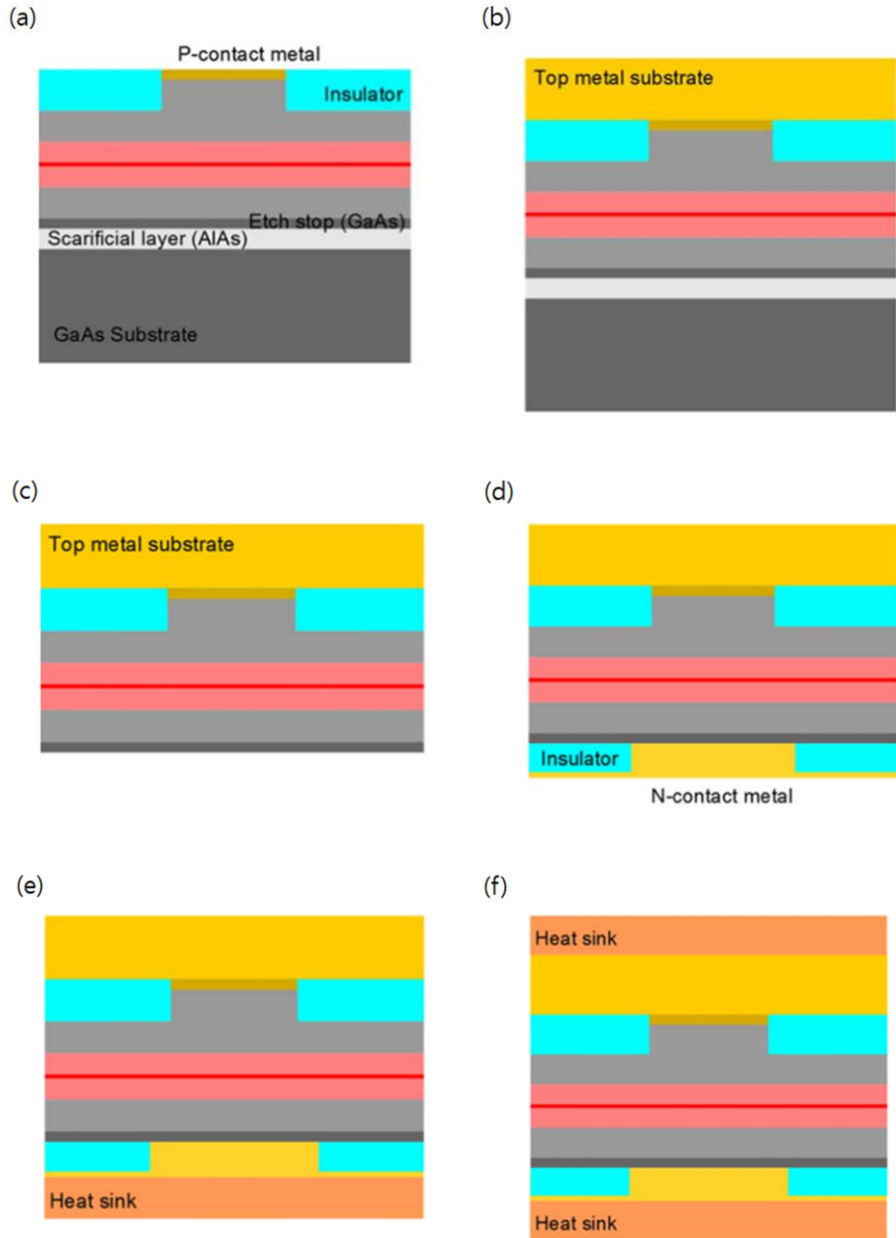 (a)
P-contact metal
Insulator
Etch stop (GaAs)
Scarificial layer (AlAs)
GaAs Substrate
(b)
Top metal substrate
(c)
Top metal substrate
(d)
Insulator
N-contact metal
(e)
Heat sink
(f)
Heat sink
Heat sink